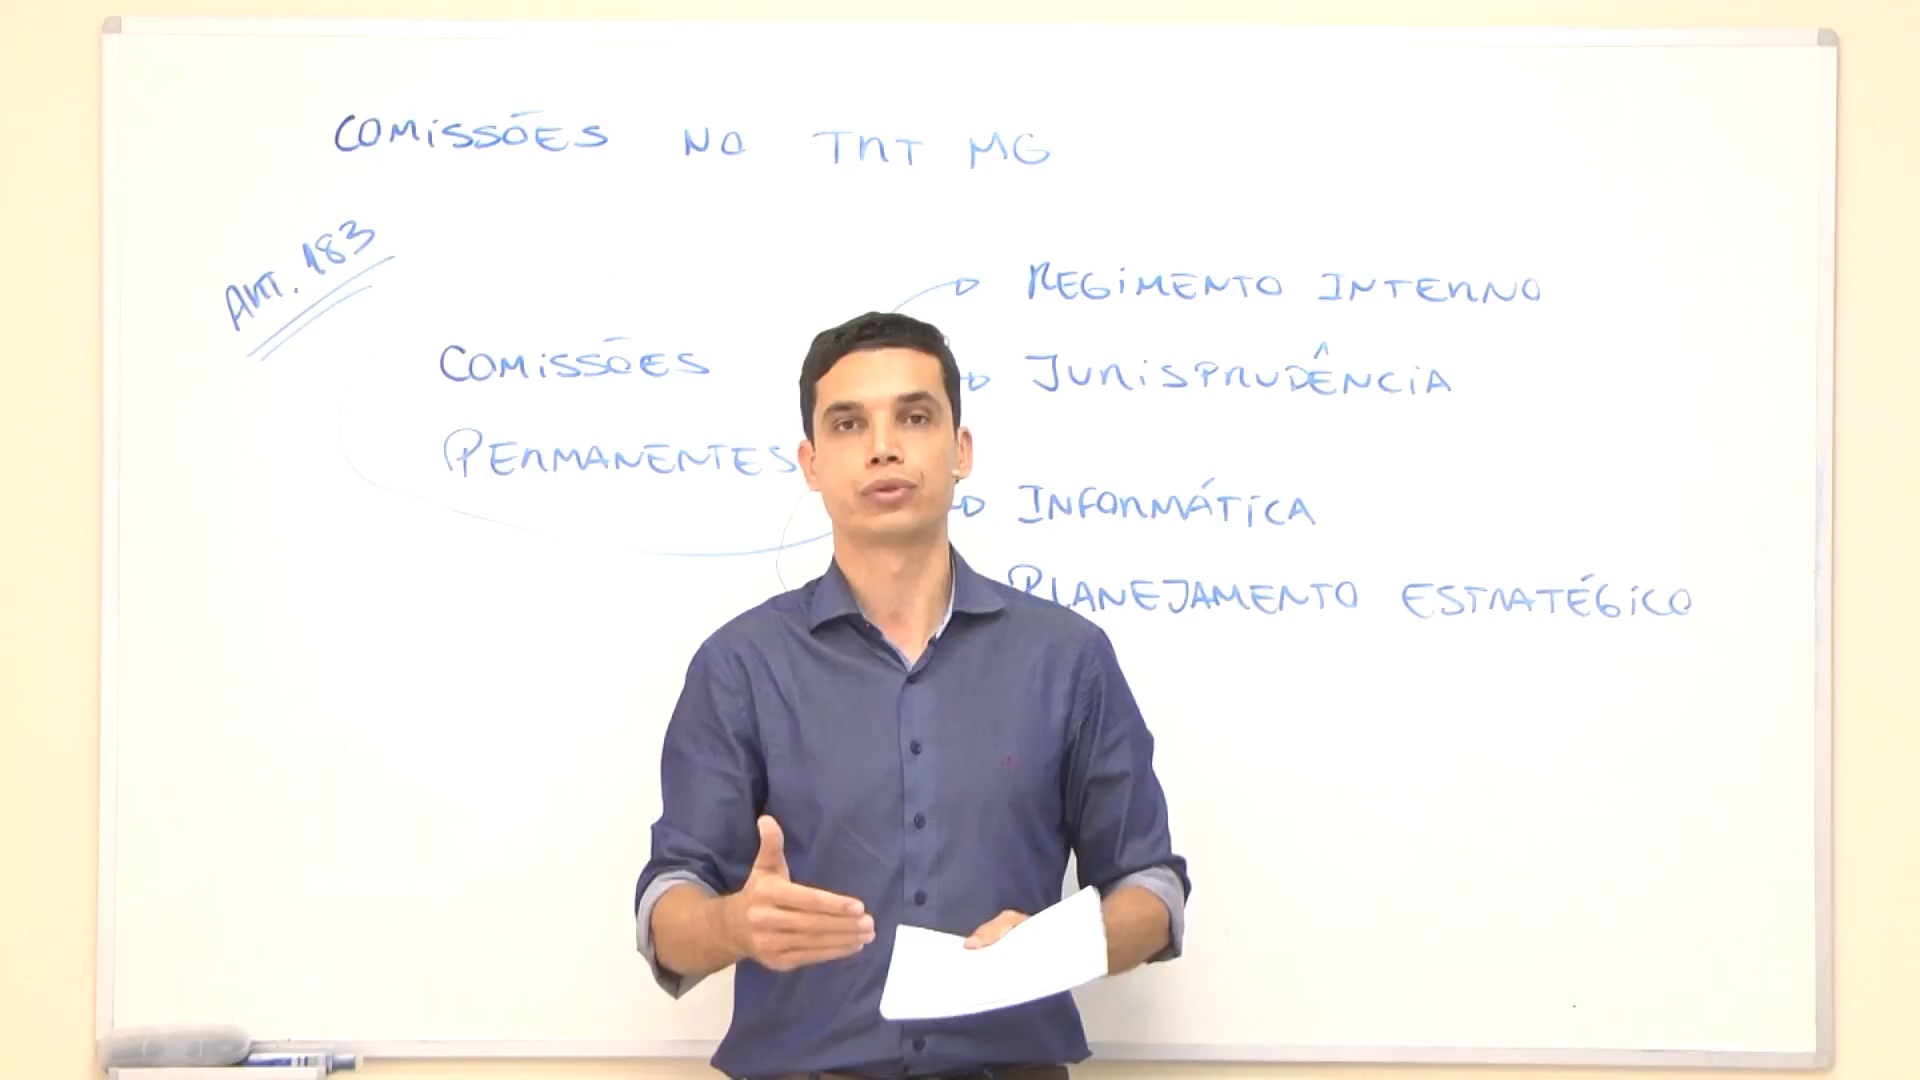 COMISSÕES NO TRT MG
ART. 183
COMISSÕES
PERMANENTES
REGIMENTO INTERNO
JURISPRUDÊNCIA
INFORMÁTICA
PLANEJAMENTO ESTRATÉGICO